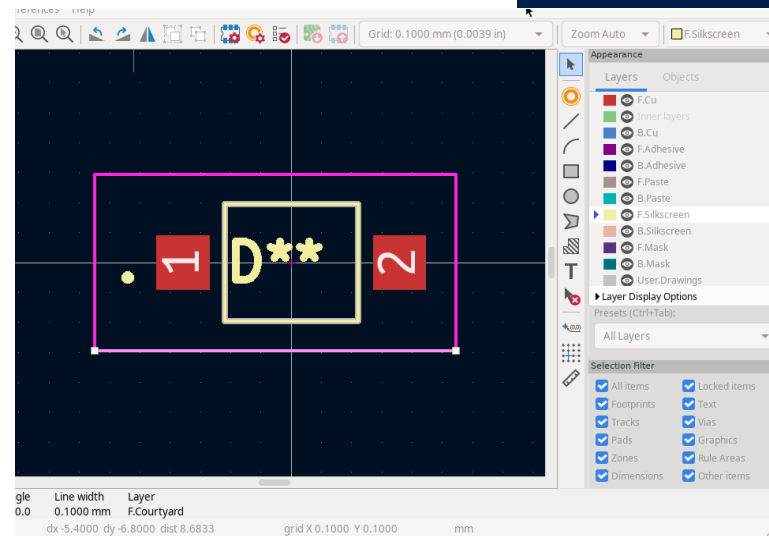 Help
Grid: 0.1000 mm (0.0039 in)
Zoom Auto
F.Silkscreen
Appearance
Layers
Objects
F.Cu
Inner layers
B.Cu
F.Adhesive
B.Adhesive
F.Paste
B.Paste
F.Silkscreen
B.Silkscreen
F.Mask
B.Mask
User.Drawings
1
D**
2
Layer Display Options
Presets (Ctrl+Tab):
All Layers
Selection Filter
All items
Locked items
Footprints
Text
Tracks
Vias
Pads
Graphics
Zones
Rule Areas
Dimensions
Other items
gle
Line width
Layer
0.0
0.1000 mm
F.Courtyard
dx -5.4000 dy -6.8000 dist 8.6833
grid X 0.1000 Y 0.1000
mm